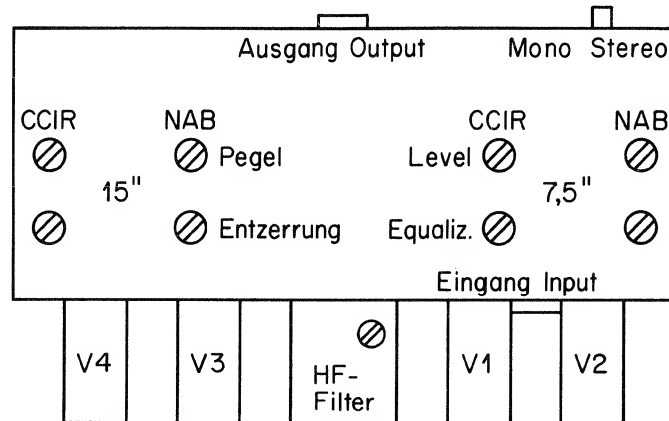 Ausgang Output Mono Stereo
CCIR NAB CCIR NAB
Pegel Level
15" 7,5"
Entzerrung Equaliz.
Eingang Input
V4 V3 V1 V2
HF-
Filter